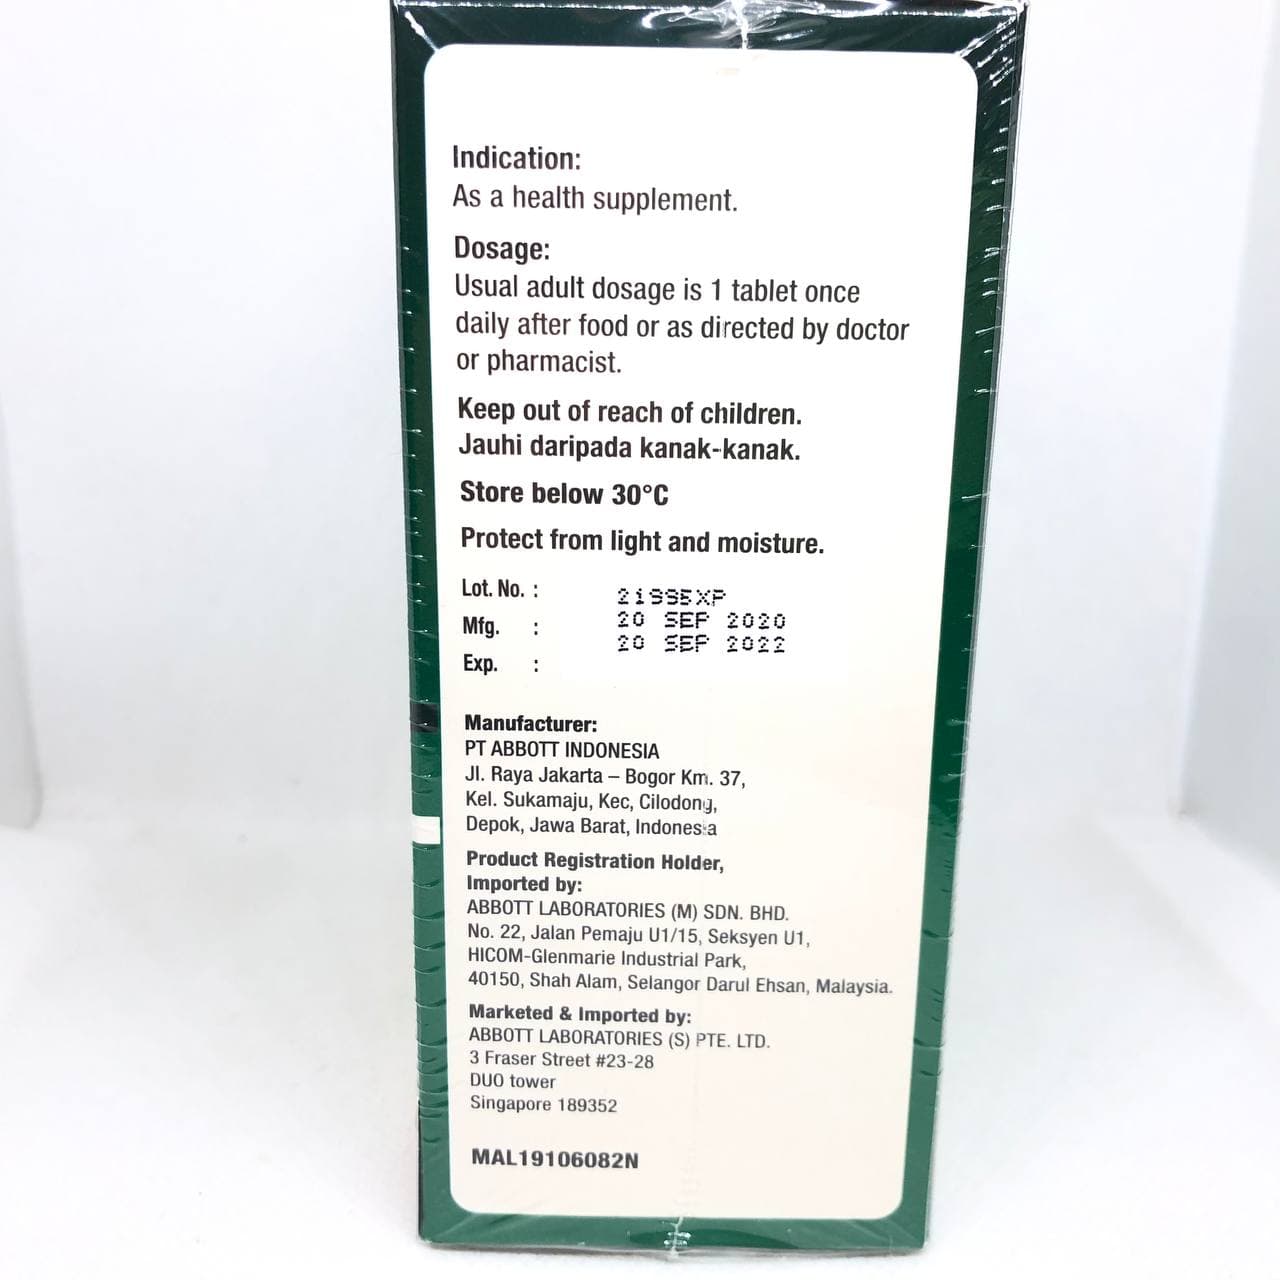 Indication:
As a health supplement.
Dosage:
Usual adult dosage is 1 tablet once
daily after food or as directed by doctor
or pharmacist.
Keep out of reach of children.
Jauhi daripada kanak-kanak.
Store below 30°C
Protect from light and moisture.
Lot. No. : 2199EXP
Mfg. : 20 SEP 2020
Exp. : 20 SEP 2022
Manufacturer:
PT ABBOTT INDONESIA
Jl. Raya Jakarta – Bogor Km. 37,
Kel. Sukamaju, Kec, Cilodong,
Depok, Jawa Barat, Indonesia
Product Registration Holder,
Imported by:
ABBOTT LABORATORIES (M) SDN. BHD.
No. 22, Jalan Pemaju U1/15, Seksyen U1,
HICOM-Glenmarie Industrial Park,
40150, Shah Alam, Selangor Darul Ehsan, Malaysia.
Marketed & Imported by:
ABBOTT LABORATORIES (S) PTE. LTD.
3 Fraser Street #23-28
DUO tower
Singapore 189352
MAL19106082N